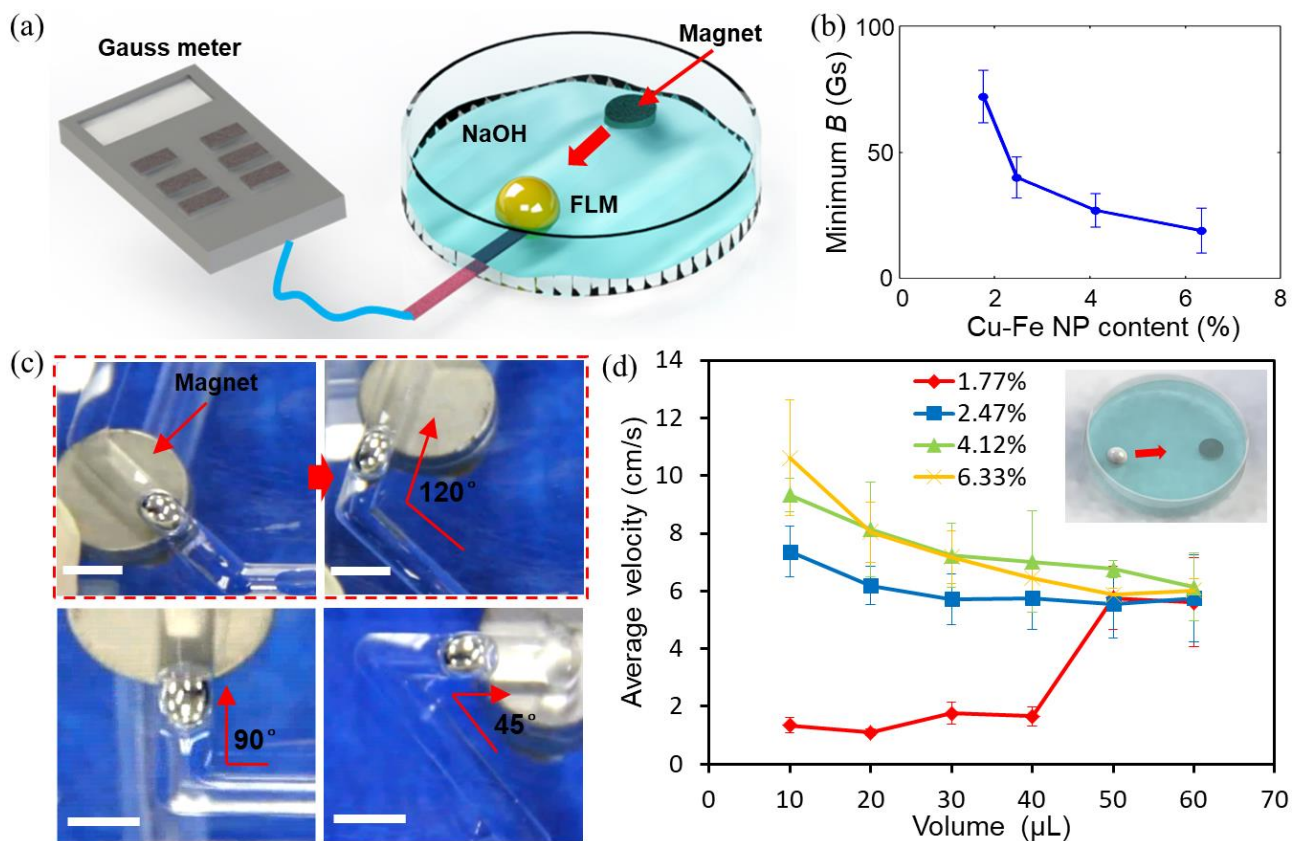 (a)
Gauss meter
Magnet
NaOH
FLM
(b)
100
50
0
0
2
4
6
8
Minimum B (Gs)
Cu-Fe NP content (%)
(c)
Magnet
120°
90°
45°
(d)
14
12
10
8
6
4
2
0
0
10
20
30
40
50
60
70
Average velocity (cm/s)
Volume (µL)
1.77%
2.47%
4.12%
6.33%